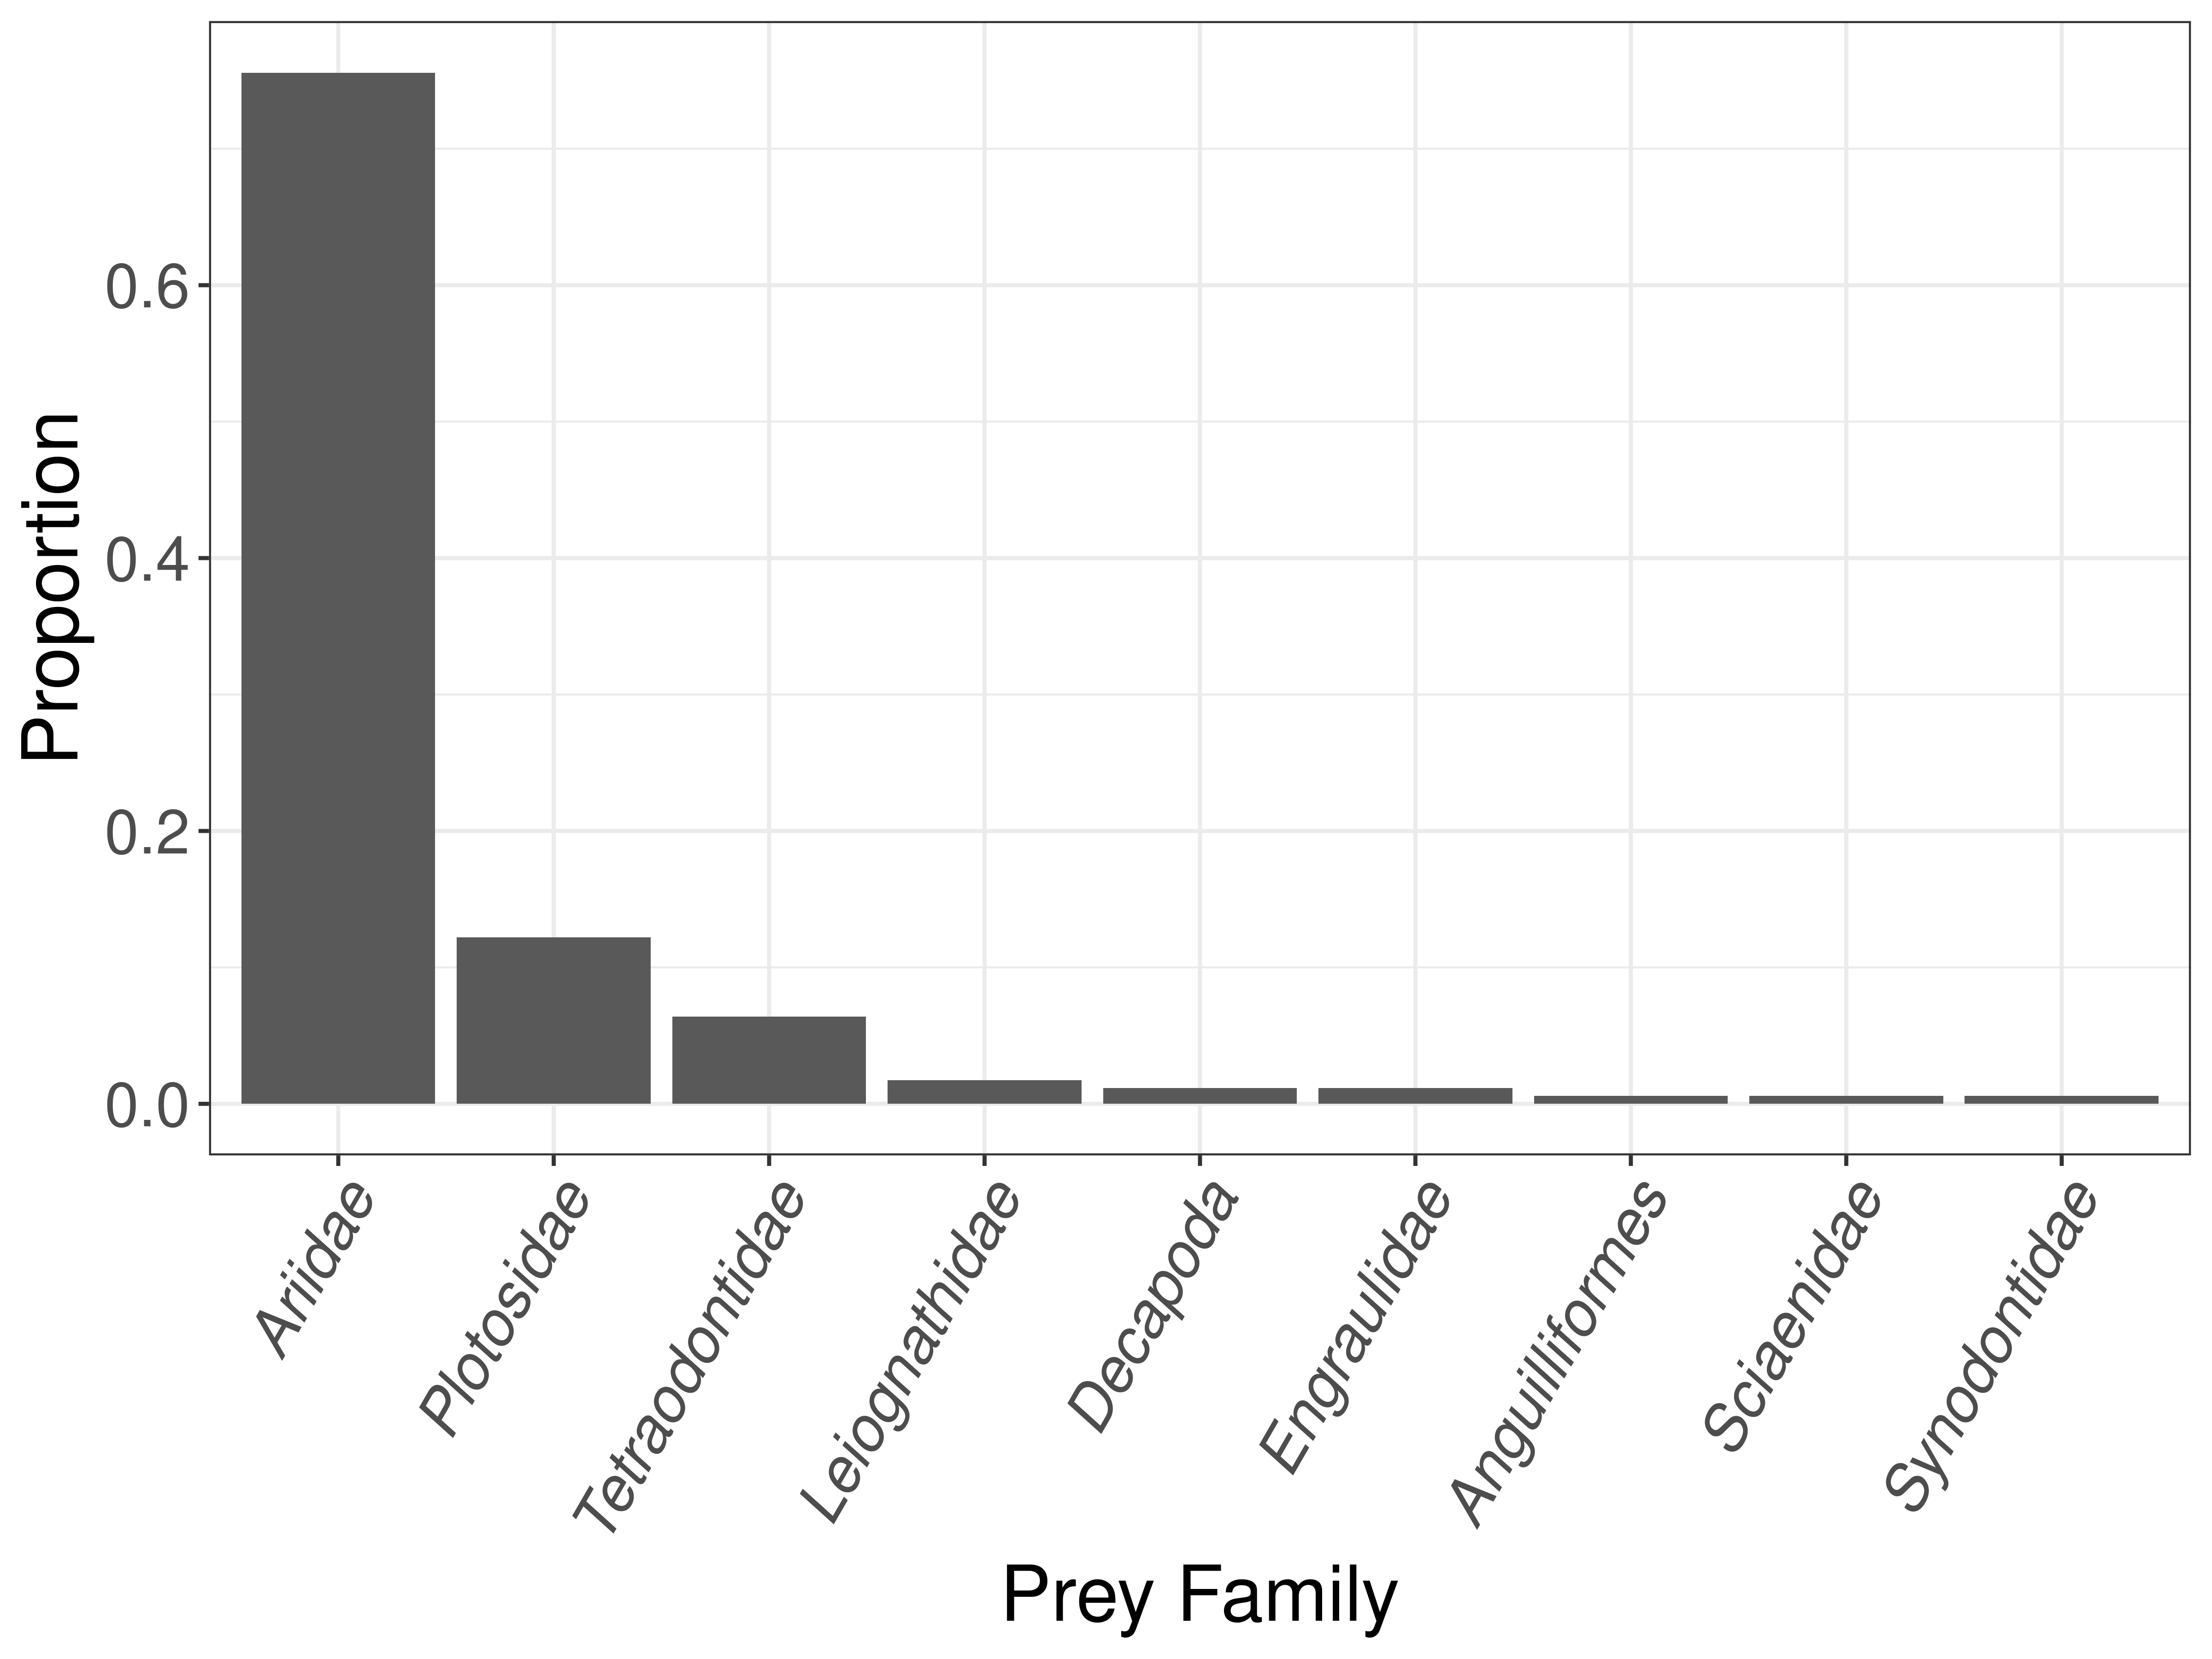 Proportion
0.6
0.4
0.2
0.0
Ariidae
Plotosidae
Tetraodontidae
Leiognathidae
Decapoda
Engraulidae
Anguilliformes
Sciaenidae
Synodontidae
Prey Family